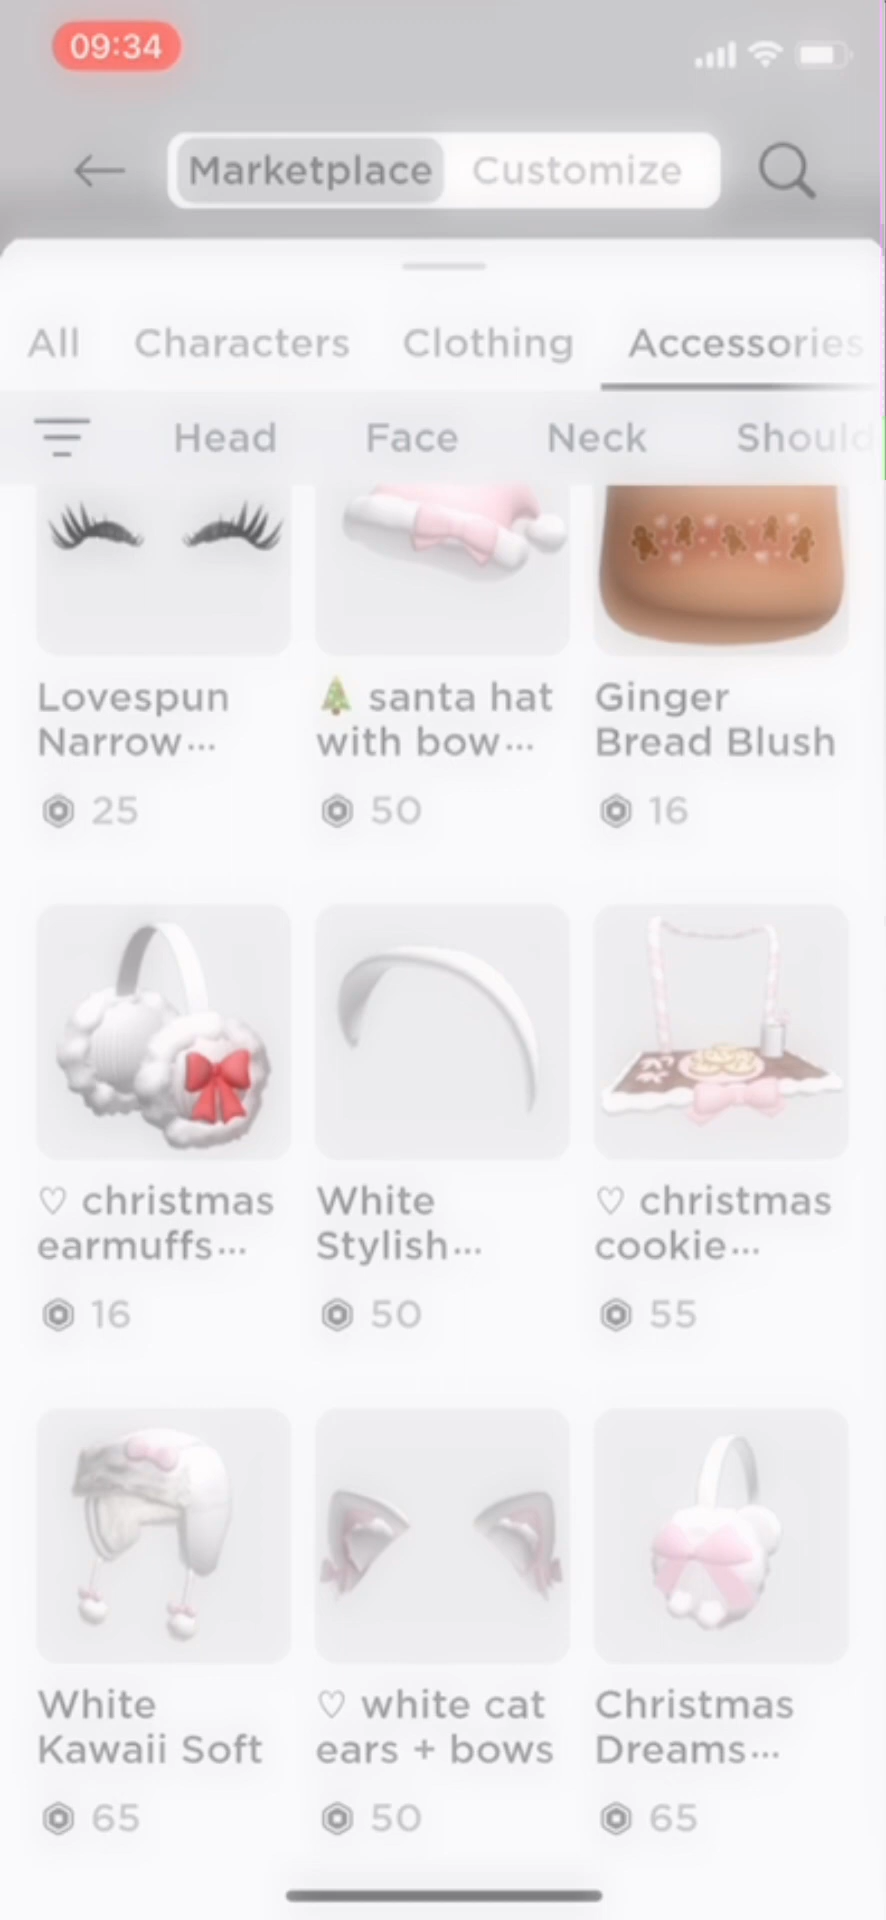 09:34
Marketplace Customize
All Characters Clothing Accessories
Head Face Neck Should
Lovespun
Narrow...
🎄 santa hat
with bow...
Ginger
Bread Blush
25
50
16
♡ christmas
earmuffs...
White
Stylish...
♡ christmas
cookie...
16
50
55
White
Kawaii Soft
♡ white cat
ears + bows
Christmas
Dreams...
65
50
65